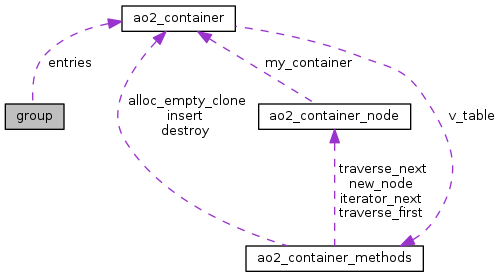 ao2_container
entries
my_container
alloc_empty_clone
insert
destroy
group
ao2_container_node
v_table
traverse_next
new_node
iterator_next
traverse_first
ao2_container_methods